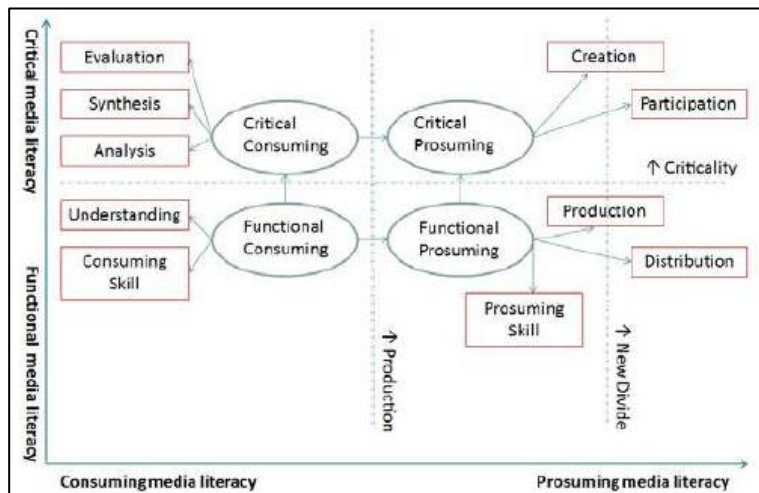 Critical media literacy
Functional media literacy
Evaluation
Synthesis
Analysis
Understanding
Consuming
Skill
Critical
Consuming
Critical
Prosuming
Functional
Consuming
Functional
Prosuming
Creation
Participation
↑ Criticality
Production
Distribution
Prosuming
Skill
↑ Production
↑ New Divide
Consuming media literacy
Prosuming media literacy